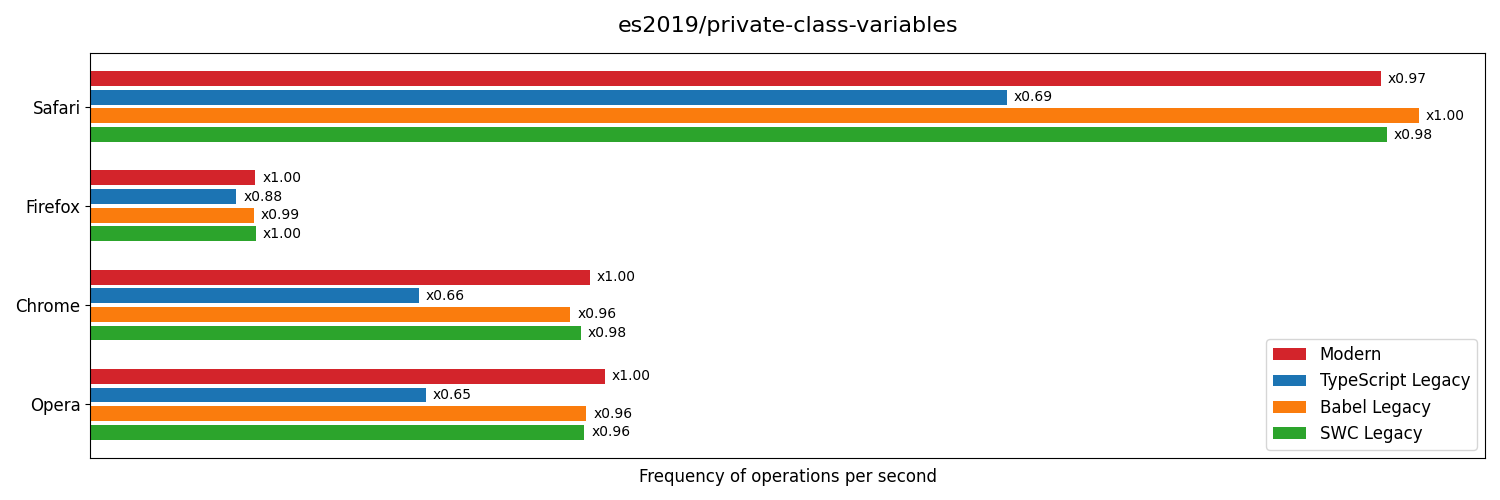 es2019/private-class-variables
Safari
x0.97
x0.69
x1.00
x0.98
Firefox
x1.00
x0.88
x0.99
x1.00
Chrome
x1.00
x0.66
x0.96
x0.98
Opera
x1.00
x0.65
x0.96
x0.96
Modern
TypeScript Legacy
Babel Legacy
SWC Legacy
Frequency of operations per second